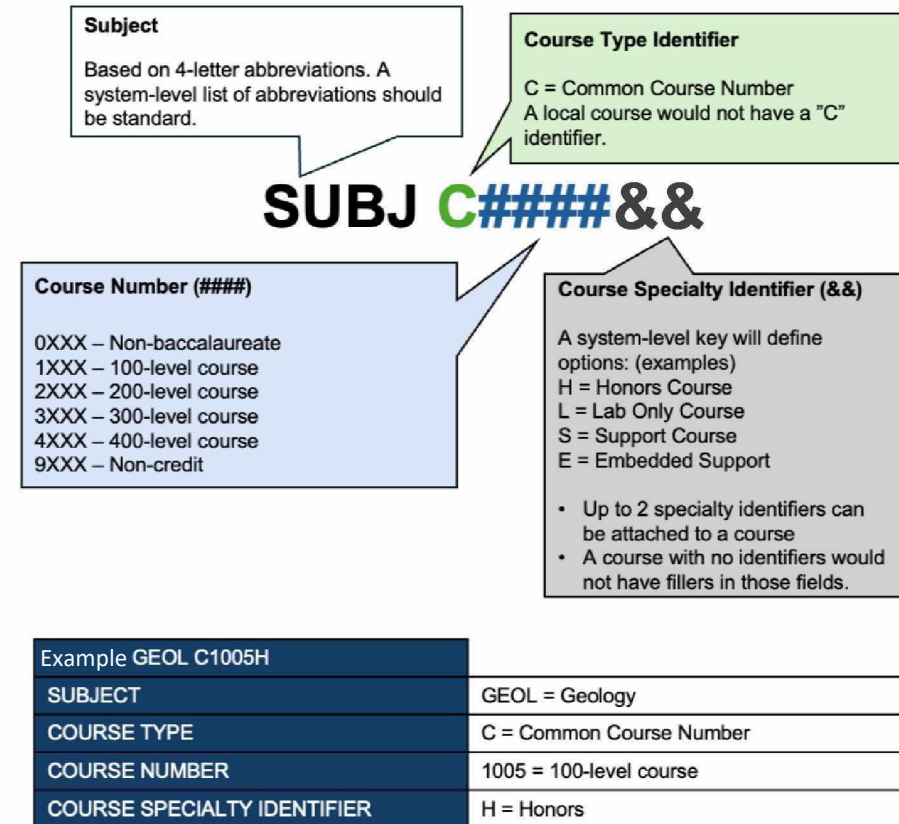 Subject
Based on 4-letter abbreviations. A
system-level list of abbreviations should
be standard.
Course Type Identifier
C = Common Course Number
A local course would not have a ”C”
identifier.
SUBJ C####&&
Course Number (####)
0XXX – Non-baccalaureate
1XXX – 100-level course
2XXX – 200-level course
3XXX – 300-level course
4XXX – 400-level course
9XXX – Non-credit
Course Specialty Identifier (&&)
A system-level key will define
options: (examples)
H = Honors Course
L = Lab Only Course
S = Support Course
E = Embedded Support
• Up to 2 specialty identifiers can
be attached to a course
• A course with no identifiers would
not have fillers in those fields.
Example GEOL C1005H
SUBJECT GEOL = Geology
COURSE TYPE C = Common Course Number
COURSE NUMBER 1005 = 100-level course
COURSE SPECIALTY IDENTIFIER H = Honors